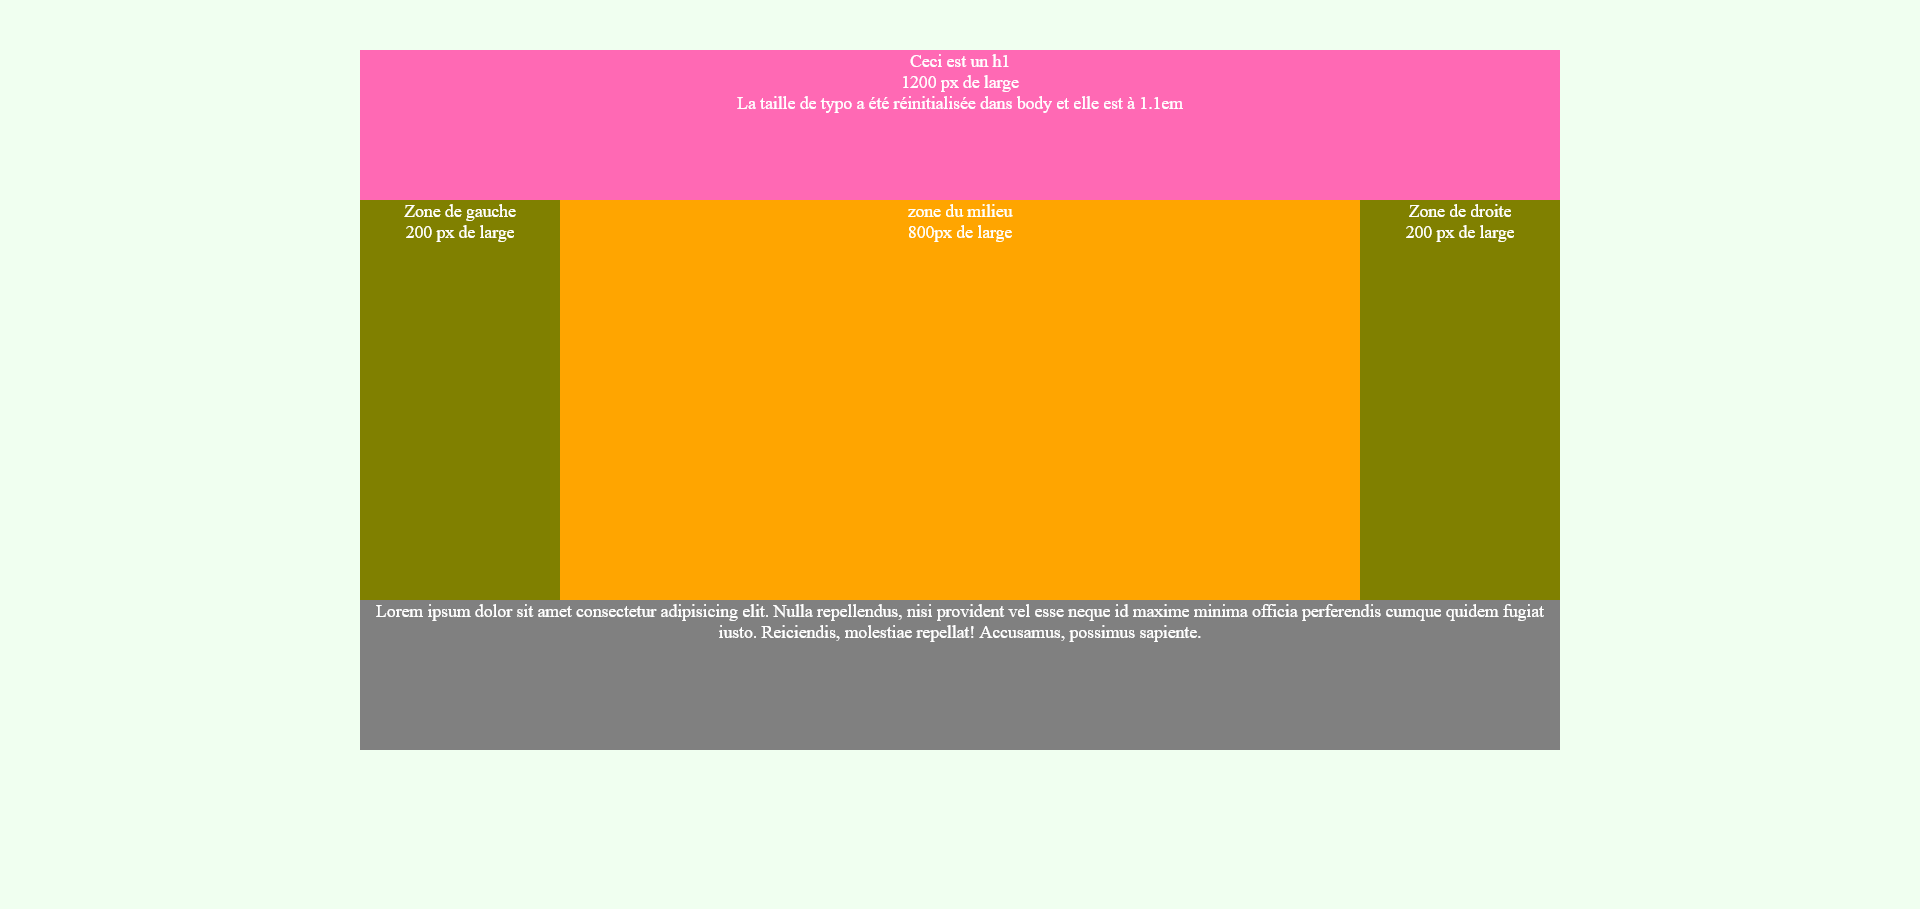 Ceci est un h1
1200 px de large
La taille de typo a été réinitialisée dans body et elle est à 1.1em
Zone de gauche
200 px de large
zone du milieu
800px de large
Zone de droite
200 px de large
Lorem ipsum dolor sit amet consectetur adipisicing elit. Nulla repellendus, nisi provident vel esse neque id maxime minima officia perferendis cumque quidem fugiat
iusto. Reiciendis, molestiae repellat! Accusamus, possimus sapiente.